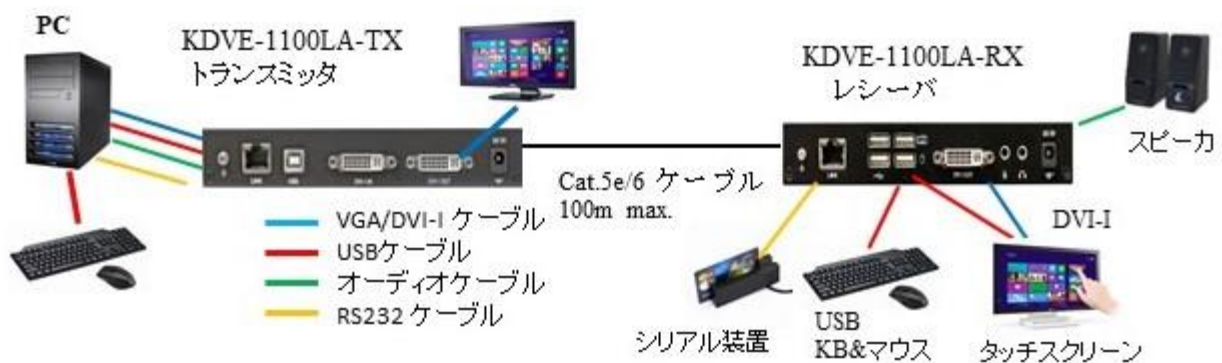 PC
KDVE-1100LA-TX
トランスミッタ
KDVE-1100LA-RX
レシーバ
スピーカ
Cat.5e/6 ケーブル
100m max.
VGA/DVI-I ケーブル
USBケーブル
オーディオケーブル
RS232 ケーブル
DVI-I
シリアル装置
USB
KB&マウス
タッチスクリーン